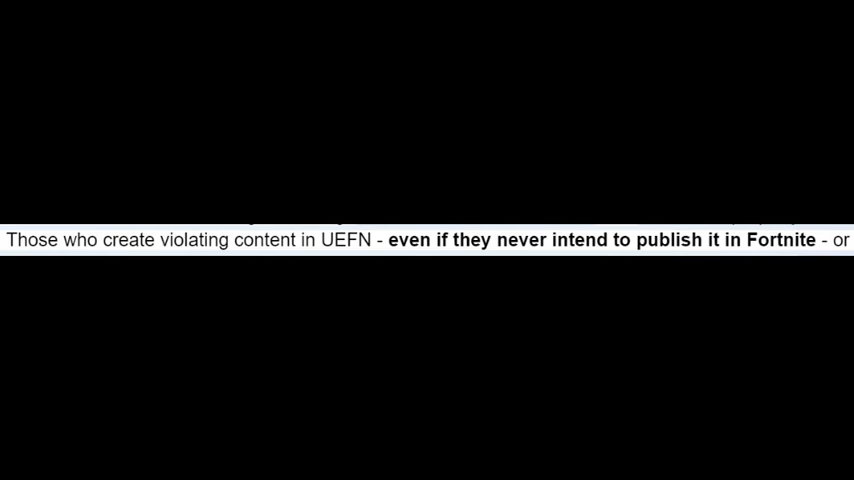 Those who create violating content in UEFN - even if they never intend to publish it in Fortnite - or